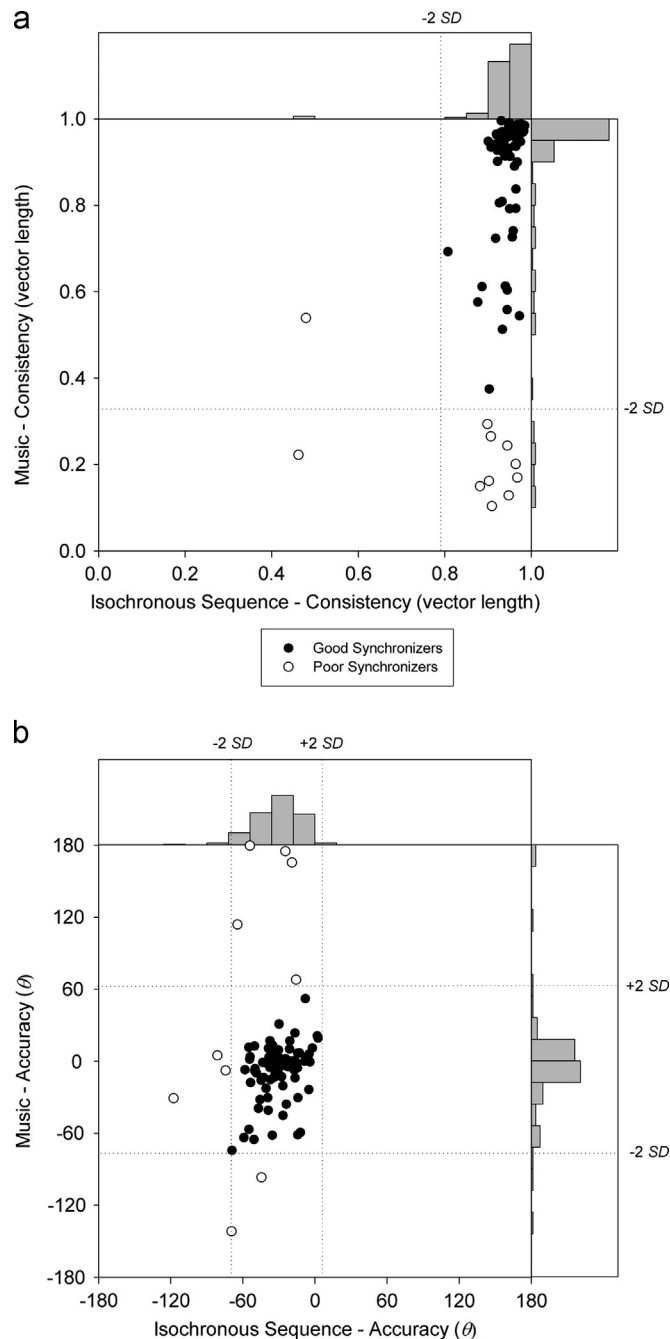 a
-2 SD
1.0
0.8
0.6
0.4
0.2
0.0
Music - Consistency (vector length)
-2 SD
0.0 0.2 0.4 0.6 0.8 1.0
Isochronous Sequence - Consistency (vector length)
Good Synchronizers
Poor Synchronizers
b
-2 SD +2 SD
180
120
60
0
-60
-120
-180
Music - Accuracy (θ)
+2 SD
-2 SD
-180 -120 -60 0 60 120 180
Isochronous Sequence - Accuracy (θ)